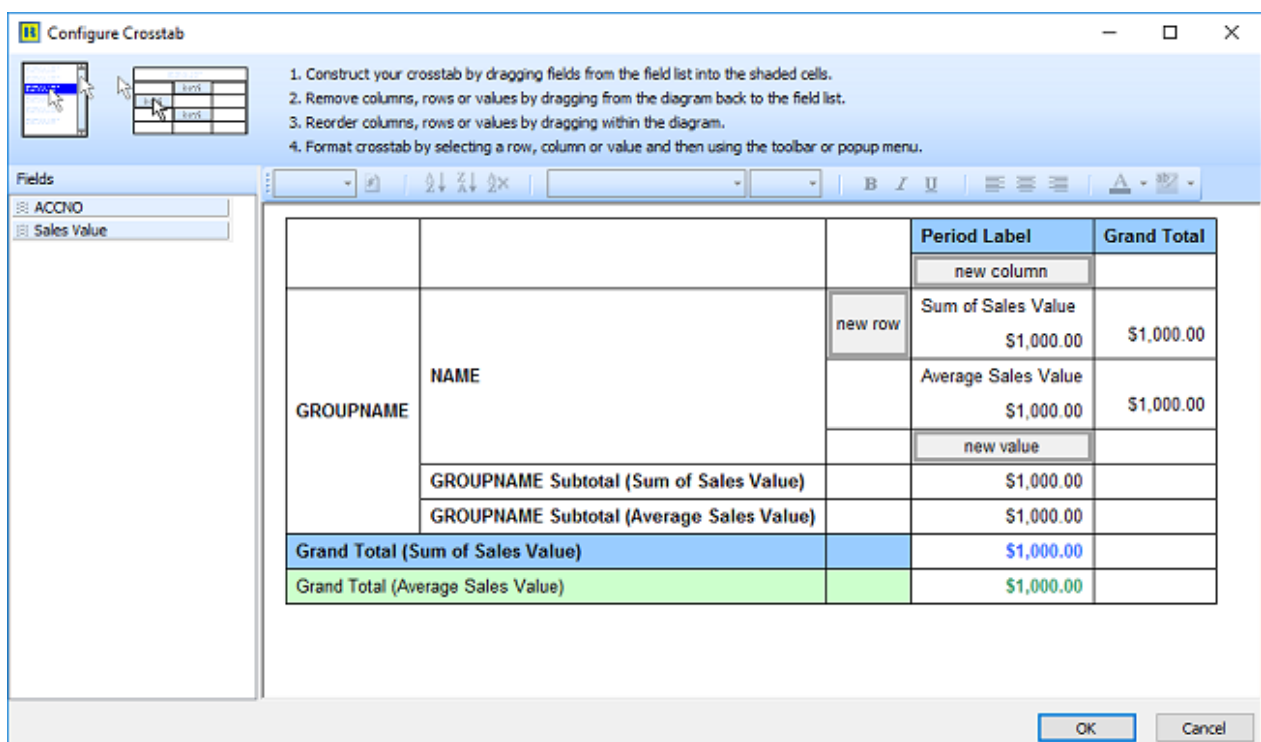 Configure Crosstab
1. Construct your crosstab by dragging fields from the field list into the shaded cells.
2. Remove columns, rows or values by dragging from the diagram back to the field list.
3. Reorder columns, rows or values by dragging within the diagram.
4. Format crosstab by selecting a row, column or value and then using the toolbar or popup menu.
Fields
B I U A
ACCNO
Sales Value
Period Label Grand Total
new column
new row Sum of Sales Value
$1,000.00 $1,000.00
NAME Average Sales Value
GROUPNAME $1,000.00 $1,000.00
new value
GROUPNAME Subtotal (Sum of Sales Value) $1,000.00
GROUPNAME Subtotal (Average Sales Value) $1,000.00
Grand Total (Sum of Sales Value) $1,000.00
Grand Total (Average Sales Value) $1,000.00
OK Cancel